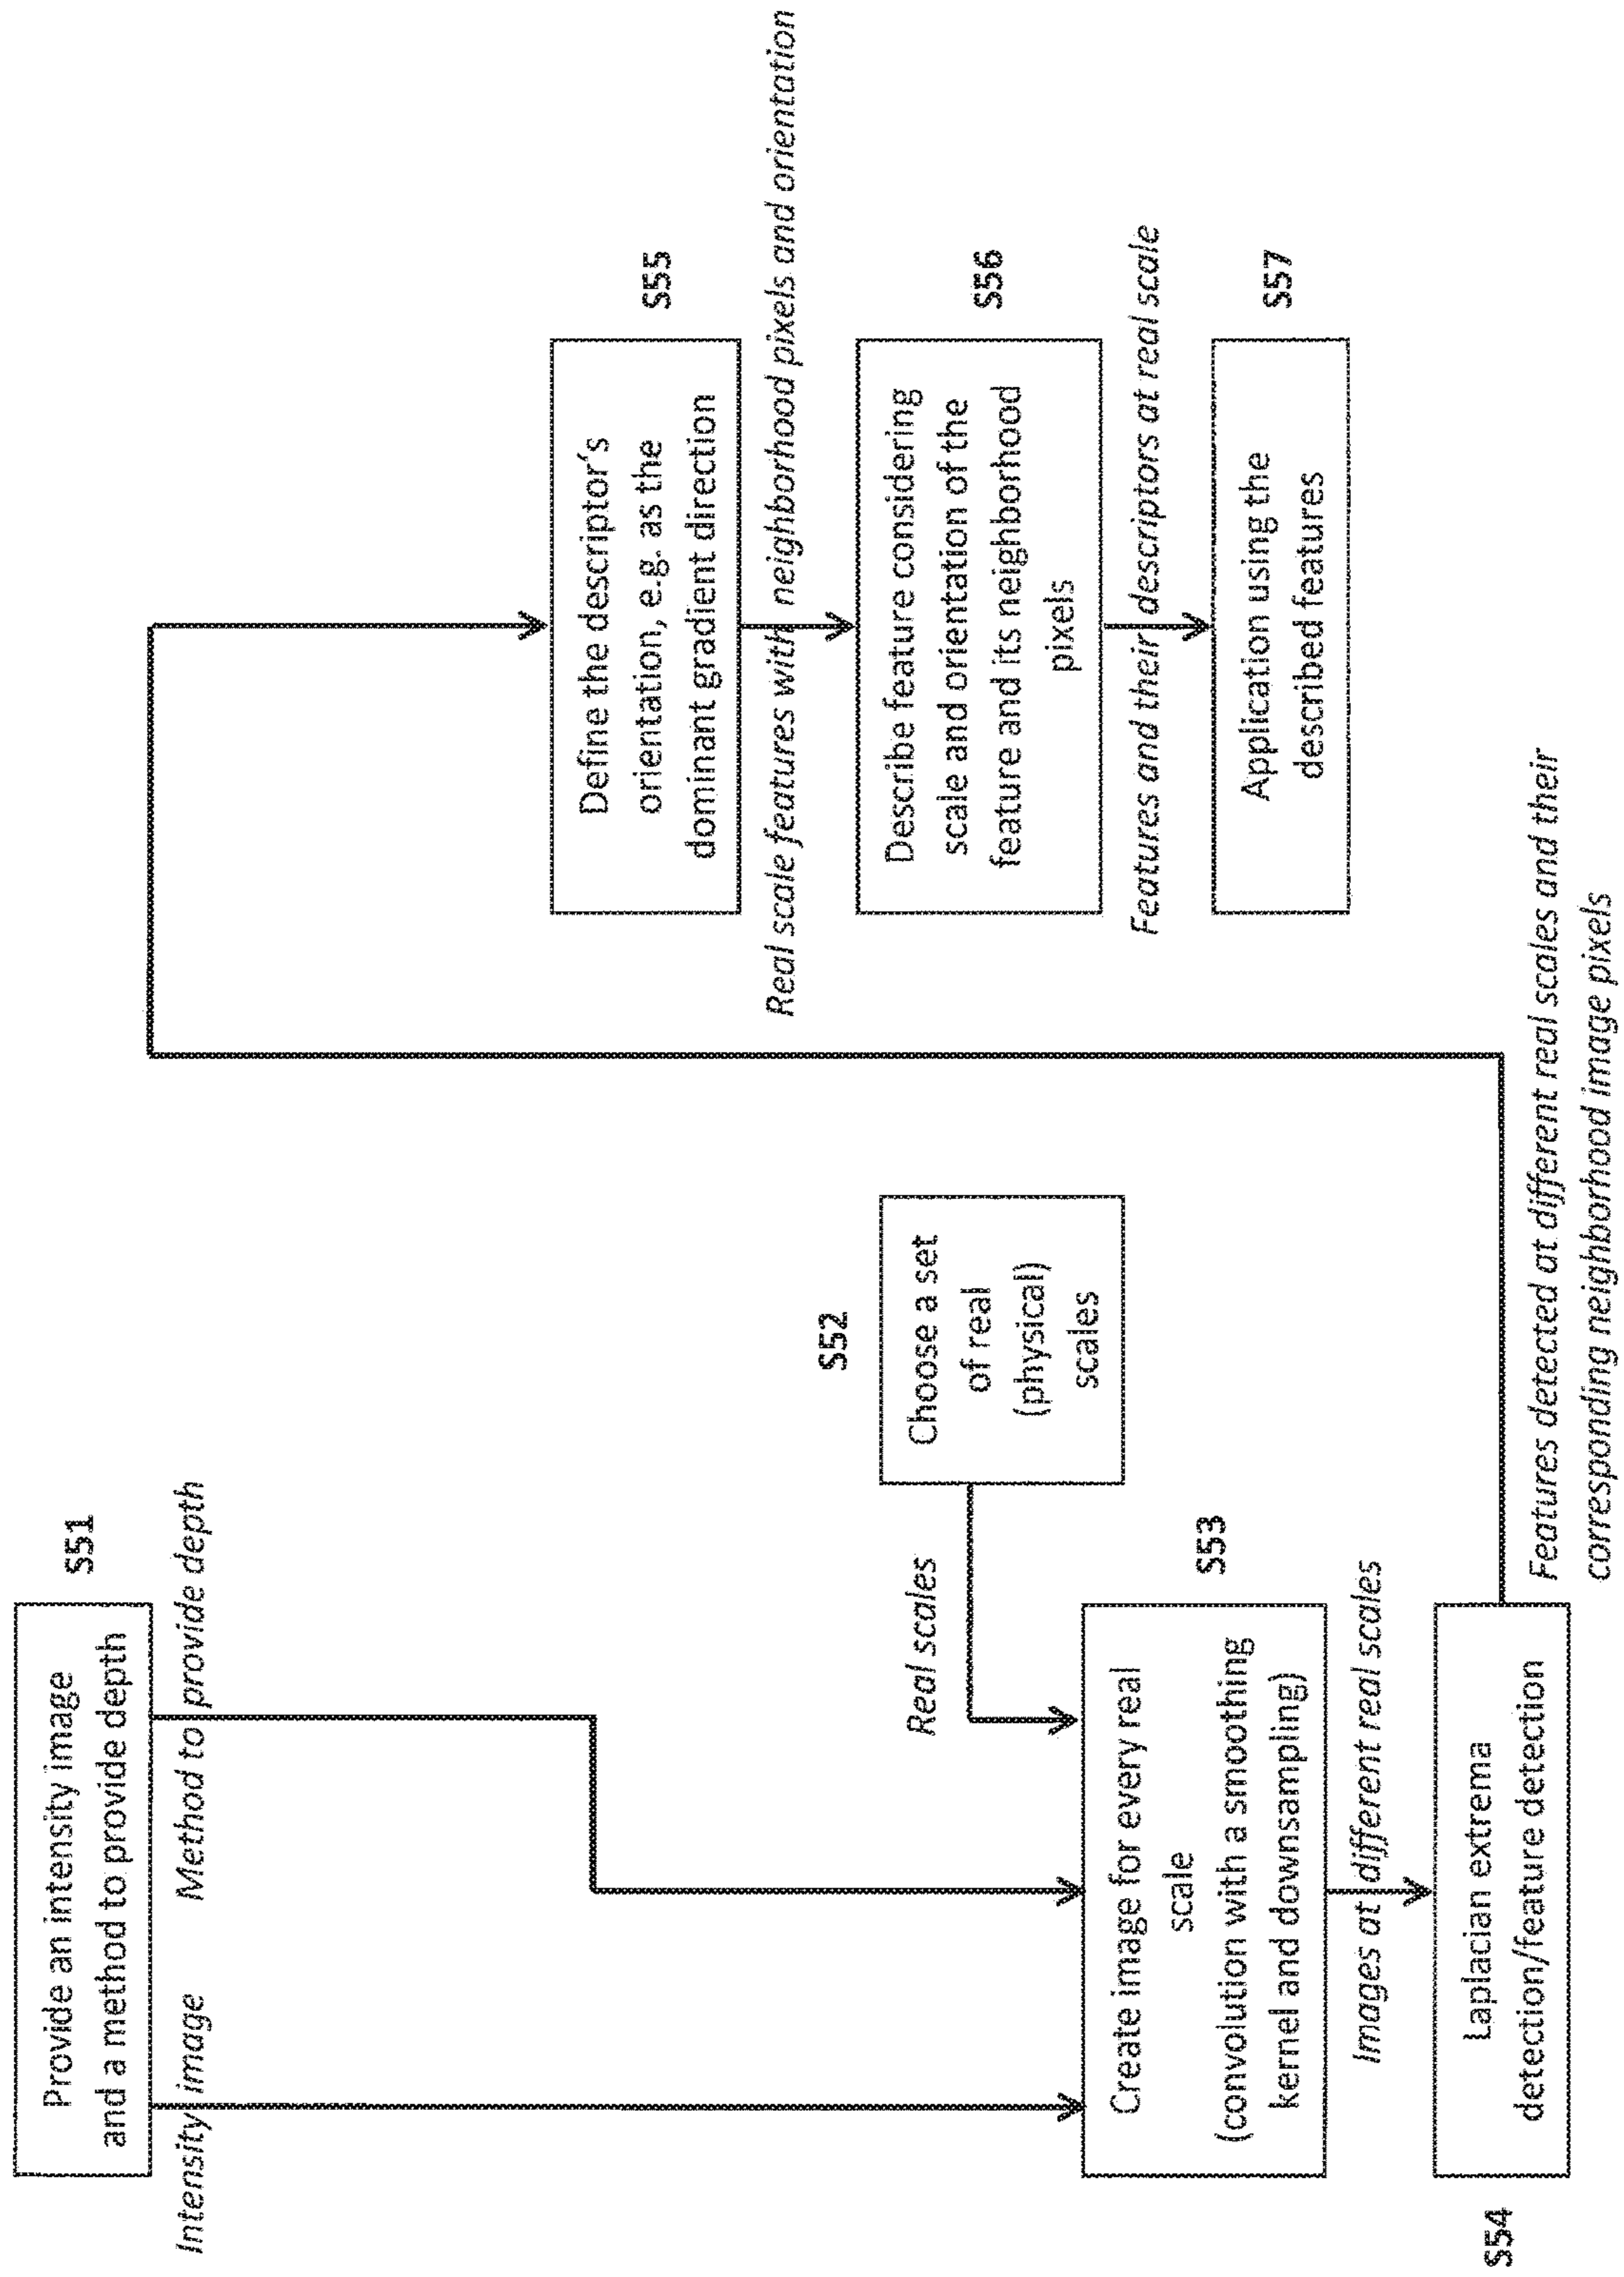 S51
Provide an intensity image
and a method to provide depth
Intensity image
Method to provide depth
S52
Choose a set
of real
(physical)
scales
Real scales
S53
Create image for every real
scale
(convolution with a smoothing
kernel and downsampling)
Images at different real scales
S54
Laplacian extrema
detection/feature detection
Features detected at different real scales and their
corresponding neighborhood image pixels
S55
Define the descriptor's
orientation, e.g. as the
dominant gradient direction
Real scale features with neighborhood pixels and orientation
S56
Describe feature considering
scale and orientation of the
feature and its neighborhood
pixels
Features and their descriptors at real scale
S57
Application using the
described features